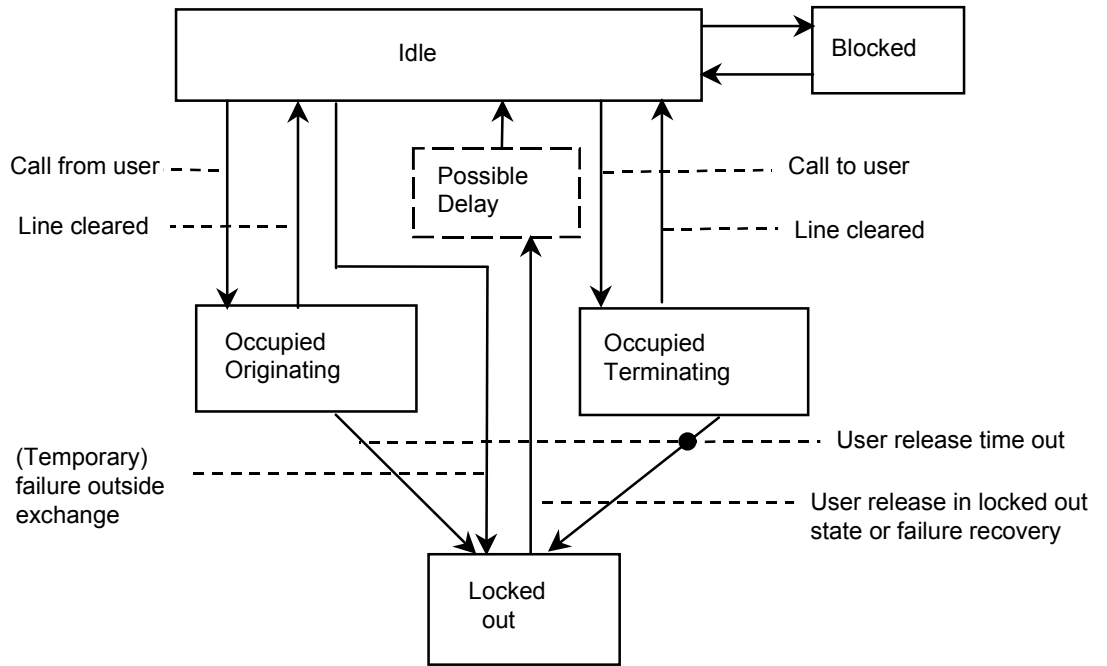 Idle
Blocked
Call from user
Possible
Delay
Call to user
Line cleared
Line cleared
Occupied
Originating
Occupied
Terminating
User release time out
(Temporary)
failure outside
exchange
User release in locked out
state or failure recovery
Locked
out